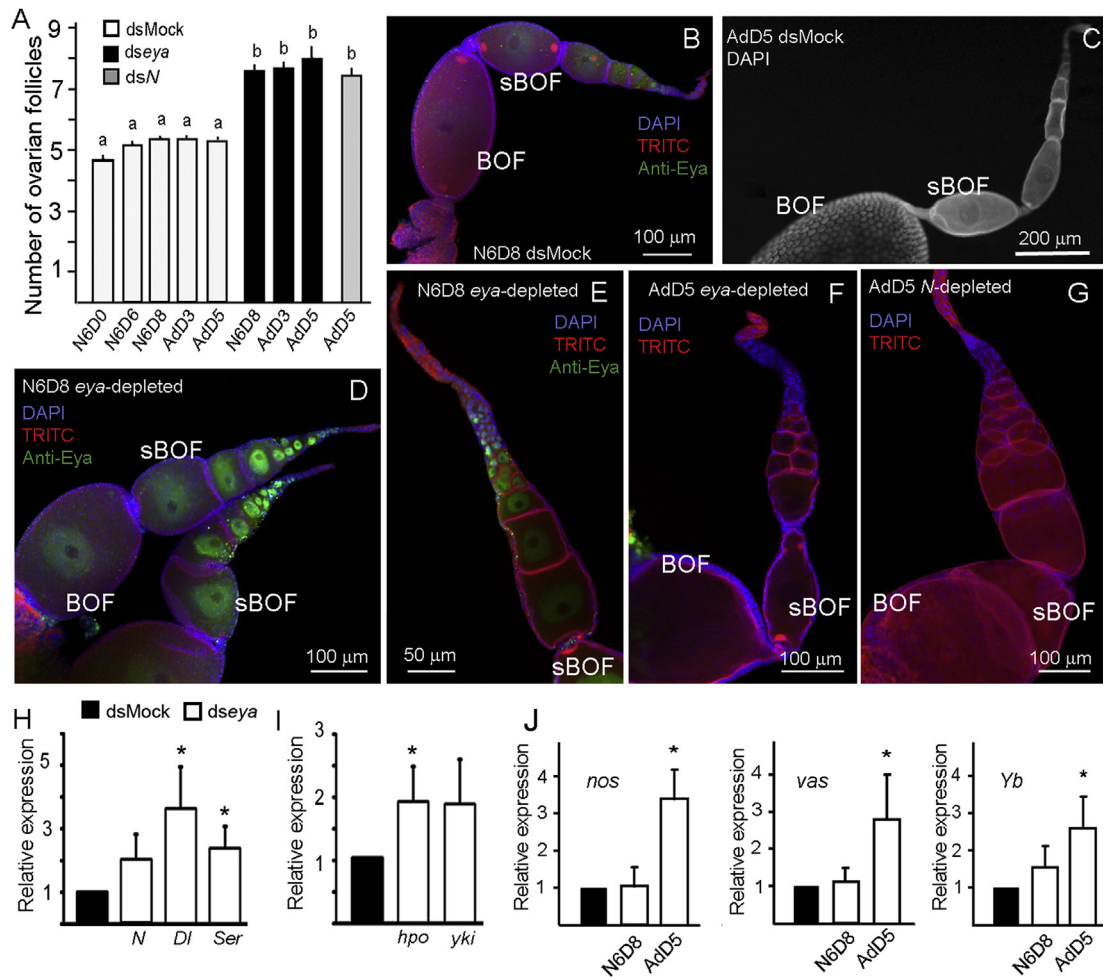 A
Number of ovarian follicles
9
7
5
3
1
dsMock
dseya
dsN
a
a
a
a
a
b
b
b
b
N6D0
N6D6
N6D8
AdD3
AdD5
N6D8
AdD3
AdD5
AdD5
B
sBOF
BOF
DAPI
TRITC
Anti-Eya
100 µm
N6D8 dsMock
AdD5 dsMock
DAPI
C
BOF
sBOF
200 µm
N6D8 eya-depleted
D
DAPI
TRITC
Anti-Eya
sBOF
BOF
sBOF
100 µm
N6D8 eya-depleted
E
DAPI
TRITC
Anti-Eya
50 µm
sBOF
AdD5 eya-depleted
F
DAPI
TRITC
BOF
sBOF
100 µm
AdD5 N-depleted
G
DAPI
TRITC
BOF
sBOF
100 µm
H
dsMock
dseya
Relative expression
5
3
1
*
*
N
Dl
Ser
I
Relative expression
3
2
1
*
hpo
yki
J
Relative expression
4
3
2
1
nos
*
N6D8
AdD5
Relative expression
4
3
2
1
vas
*
N6D8
AdD5
Relative expression
4
3
2
1
Yb
*
N6D8
AdD5